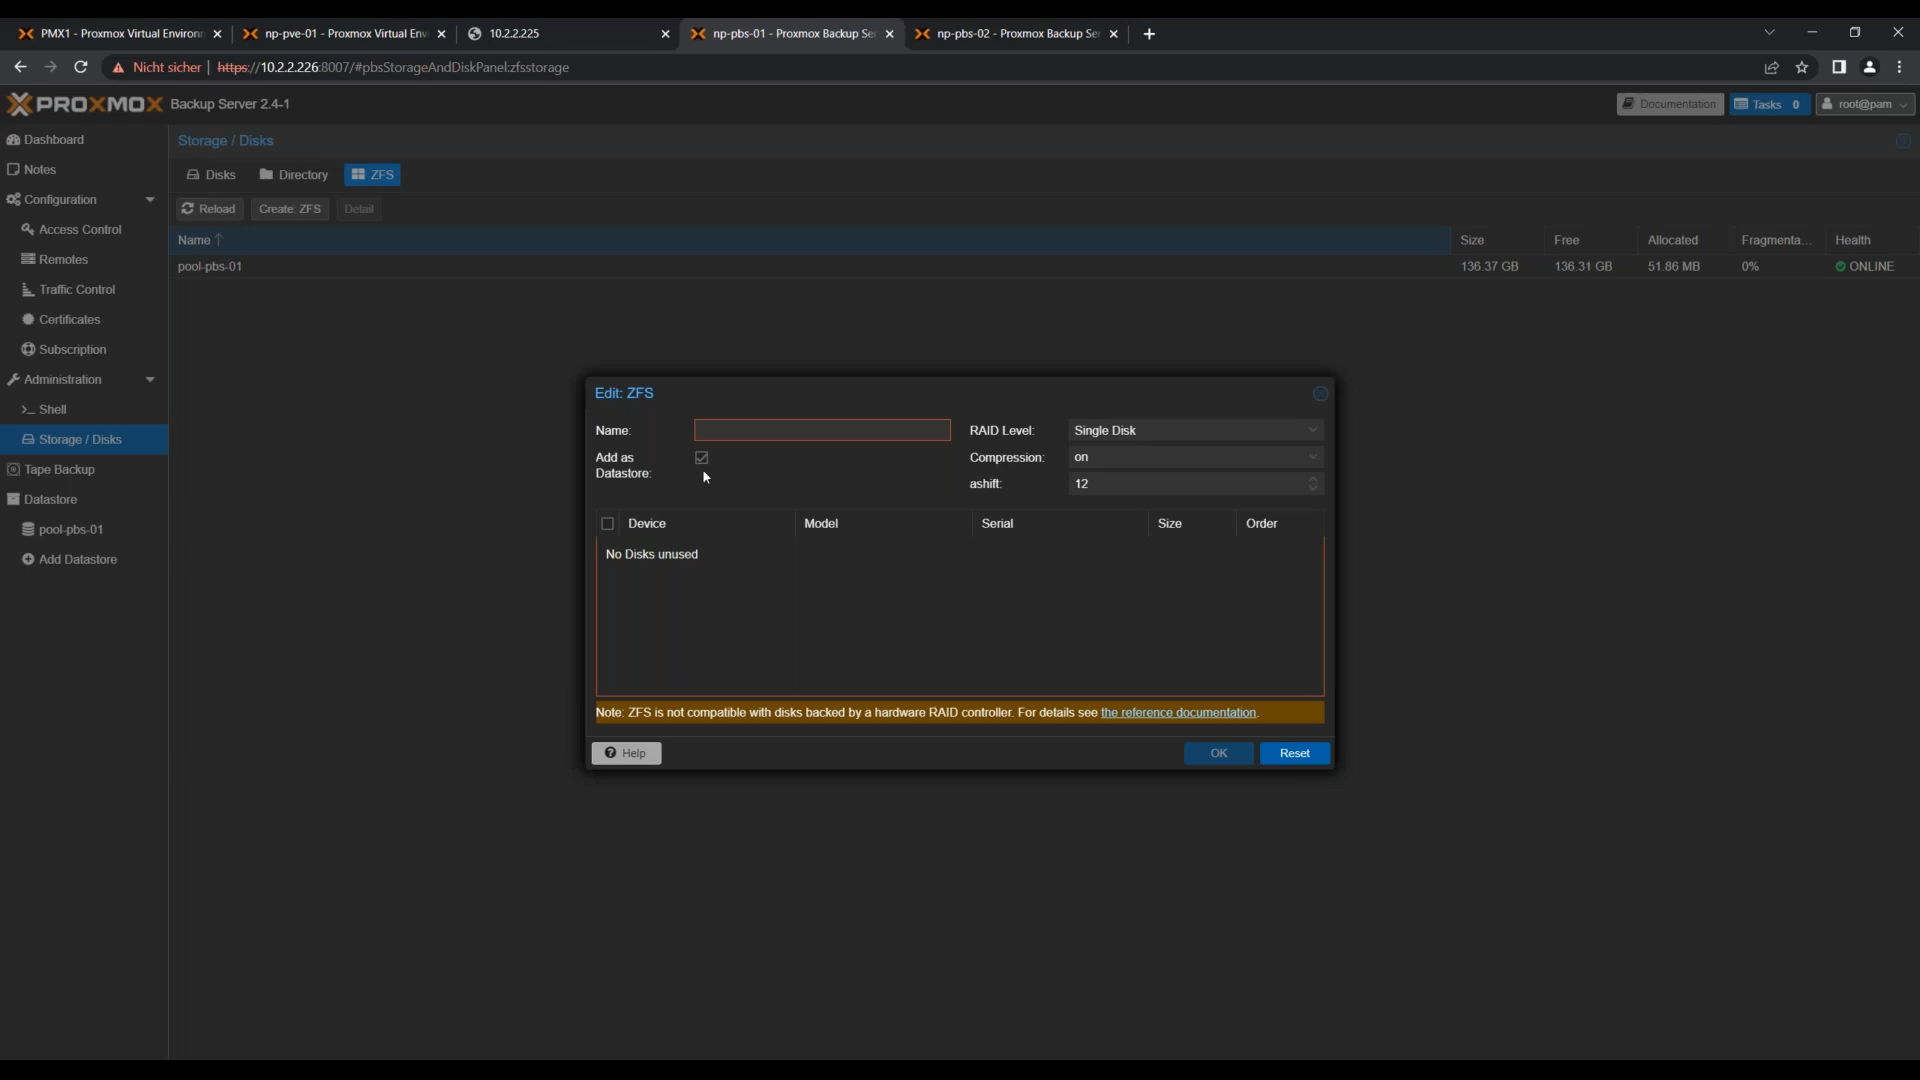 PMX1 - Proxmox Virtual Environm
np-pve-01 - Proxmox Virtual Env
10.2.2.225
np-pbs-01 - Proxmox Backup Se
np-pbs-02 - Proxmox Backup Se
Nicht sicher | https://10.2.2.226:8007/#pbsStorageAndDiskPanel:zfsstorage
PROXMOX Backup Server 2.4-1
Documentation
Tasks 0
root@pam
Dashboard
Notes
Configuration
Access Control
Remotes
Traffic Control
Certificates
Subscription
Administration
Shell
Storage / Disks
Tape Backup
Datastore
pool-pbs-01
Add Datastore
Storage / Disks
Disks Directory ZFS
Reload Create: ZFS Detail
Name Size Free Allocated Fragmenta... Health
pool-pbs-01 136.37 GB 136.31 GB 51.86 MB 0% ONLINE
Edit: ZFS
Name:
Add as
Datastore:
RAID Level: Single Disk
Compression: on
ashift: 12
Device Model Serial Size Order
No Disks unused
Note: ZFS is not compatible with disks backed by a hardware RAID controller. For details see the reference documentation.
Help OK Reset